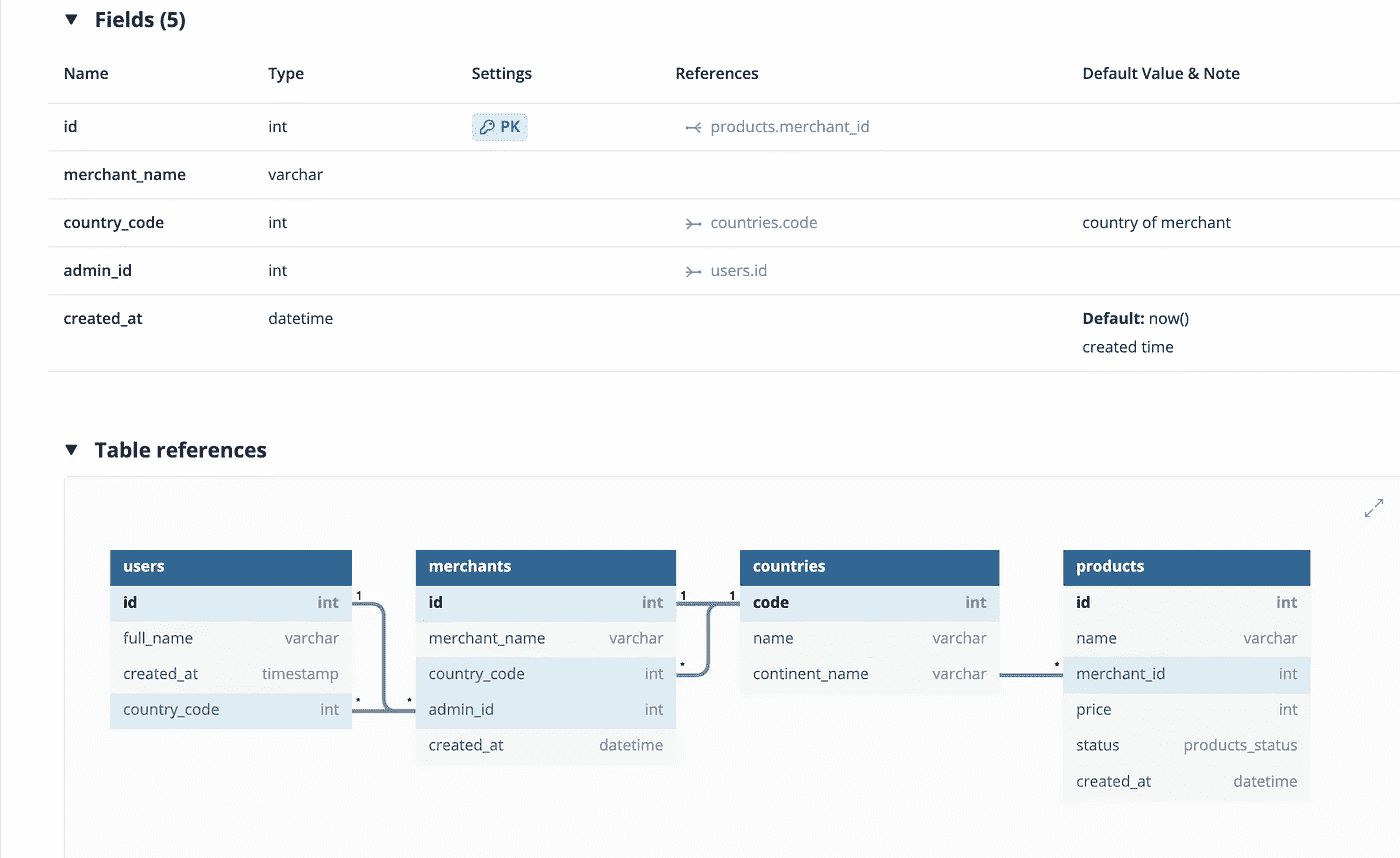 Fields (5)
Name Type Settings References Default Value & Note
id int PK products.merchant_id
merchant_name varchar
country_code int countries.code country of merchant
admin_id int users.id
created_at datetime Default: now()
created time
Table references
users
id int 1
full_name varchar
created_at timestamp
country_code int * *
merchants
id int 1
merchant_name varchar
country_code int *
admin_id int
created_at datetime
1
countries
code int
name varchar
continent_name varchar
products
id int
name varchar
* merchant_id int
price int
status products_status
created_at datetime